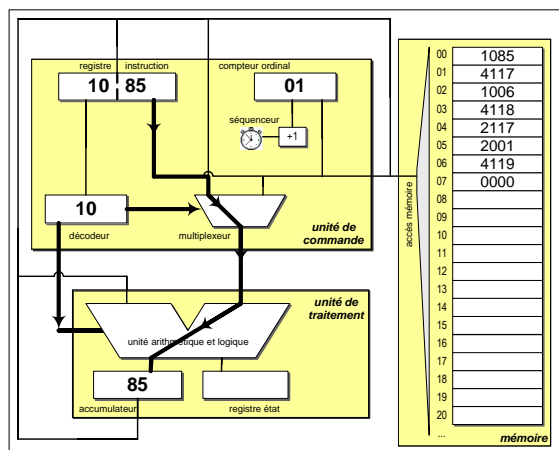 registre instruction
10 85
compteur ordinal
01
séquenceur
+1
10
décodeur
multiplexeur
unité de
commande
unité de
traitement
unité arithmétique et logique
85
accumulateur
registre état
accès mémoire
00 1085
01 4117
02 1006
03 4118
04 2117
05 2001
06 4119
07 0000
08
09
10
11
12
13
14
15
16
17
18
19
20
...
mémoire